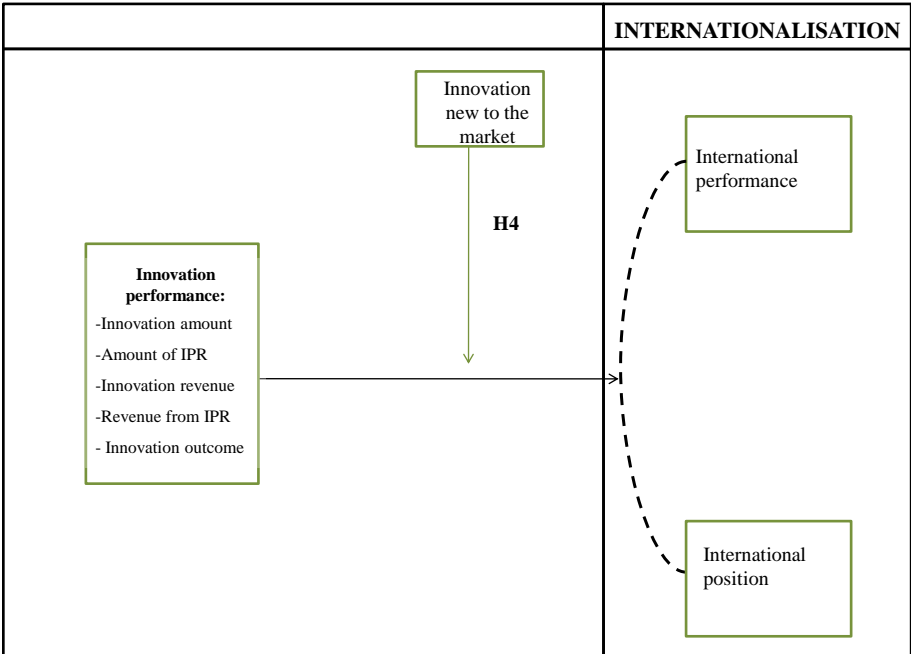 INTERNATIONALISATION
Innovation
new to the
market
International
performance
H4
Innovation
performance:
-Innovation amount
-Amount of IPR
-Innovation revenue
-Revenue from IPR
- Innovation outcome
International
position